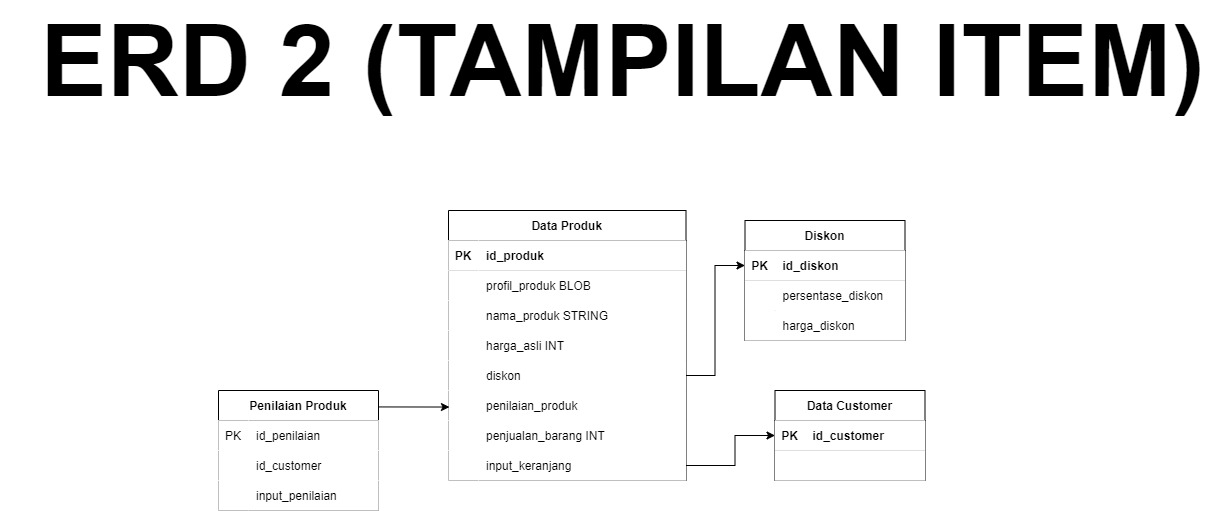 ERD 2 (TAMPILAN ITEM)
Data Produk
PK id_produk
profil_produk BLOB
nama_produk STRING
harga_asli INT
diskon
penilaian_produk
penjualan_barang INT
input_keranjang
Diskon
PK id_diskon
persentase_diskon
harga_diskon
Penilaian Produk
PK id_penilaian
id_customer
input_penilaian
Data Customer
PK id_customer